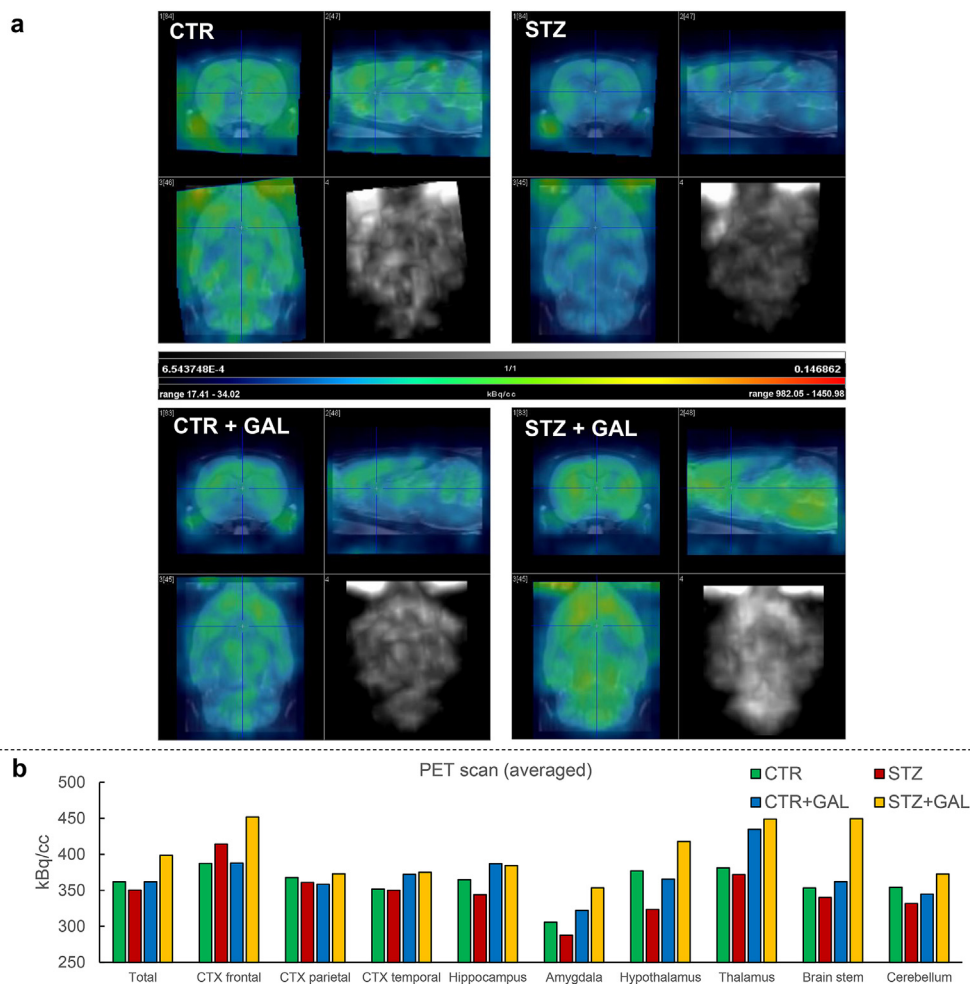 a
1[84]
CTR
2[47]
1[84]
STZ
2[47]
3[46]
4
3[45]
4
6.543748E-4
1/1
0.146862
range 17.41 - 34.02
kBq/cc
range 982.05 - 1450.98
1[83]
CTR + GAL
2[48]
1[83]
STZ + GAL
2[48]
3[45]
4
3[45]
4
b
PET scan (averaged)
CTR
STZ
CTR+GAL
STZ+GAL
kBq/cc
500
450
400
350
300
250
Total
CTX frontal
CTX parietal
CTX temporal
Hippocampus
Amygdala
Hypothalamus
Thalamus
Brain stem
Cerebellum